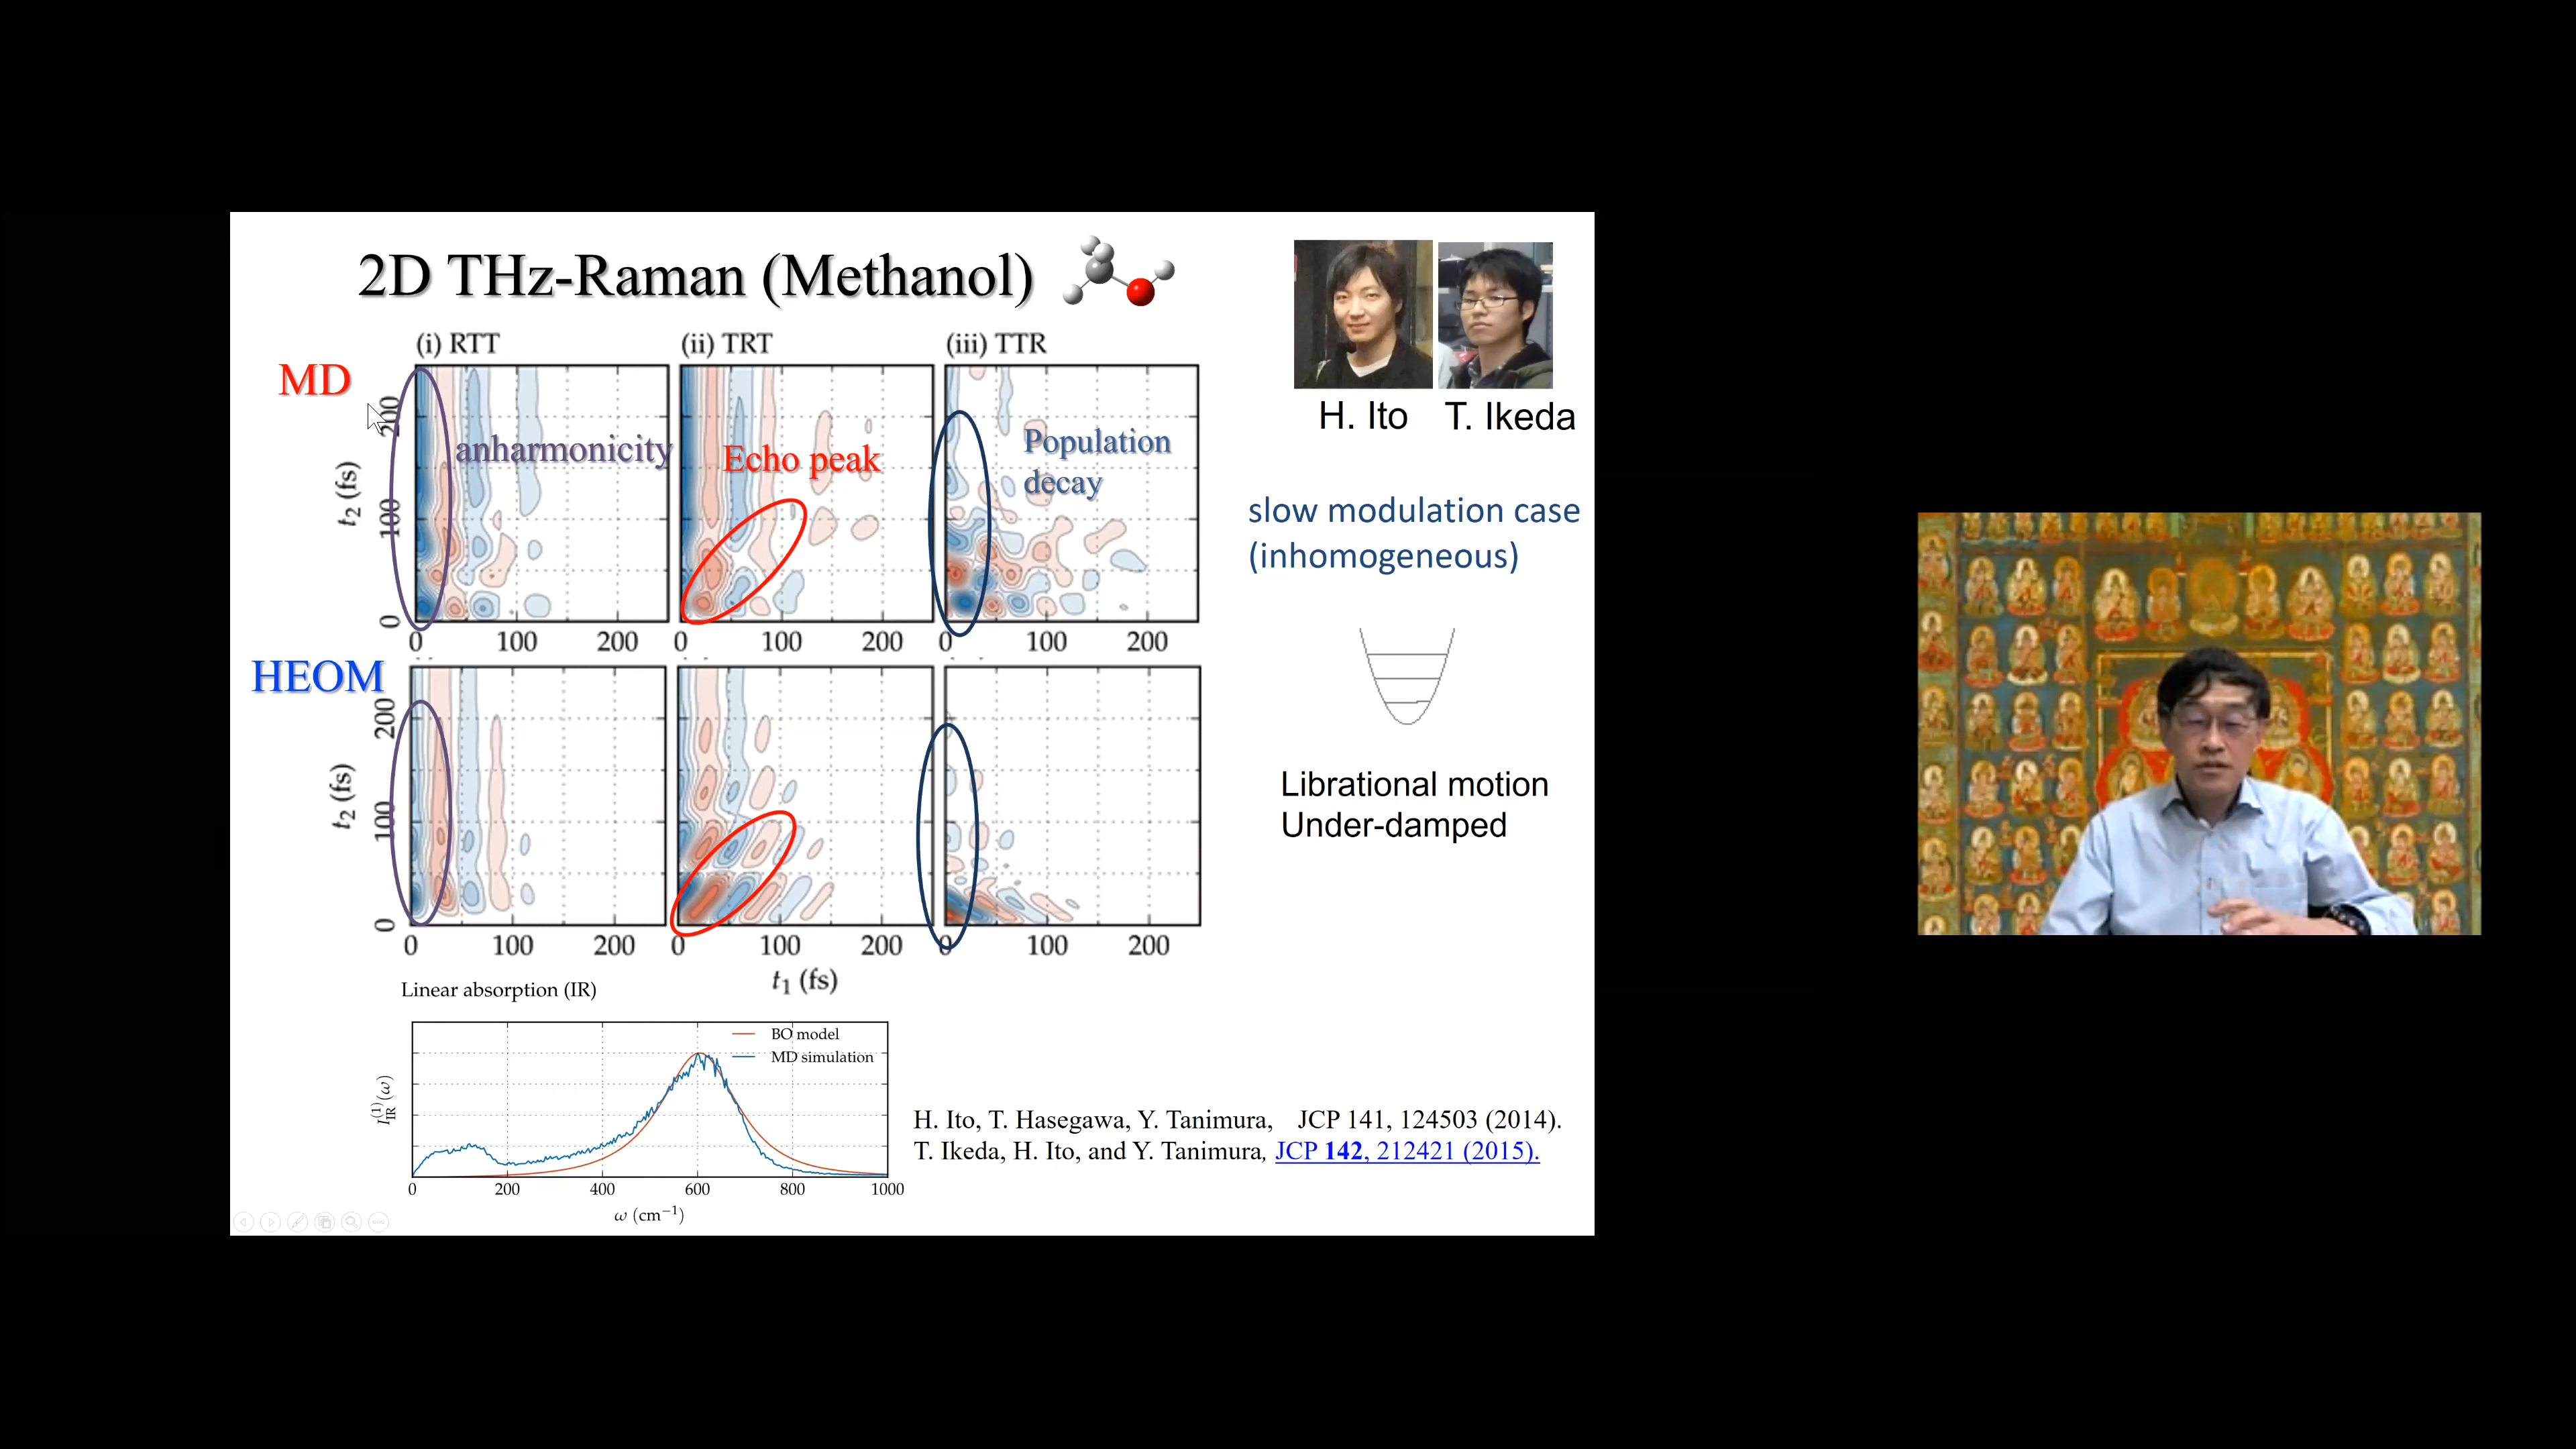 2D THz-Raman (Methanol)
(i) RTT
(ii) TRT
(iii) TTR
MD
anharmonicity
Echo peak
Population
decay
t2 (fs)
200
100
0
0 100 200
0 100 200
0 100 200
HEOM
t2 (fs)
200
100
0
0 100 200
0 100 200
0 100 200
t1 (fs)
H. Ito
T. Ikeda
slow modulation case
(inhomogeneous)
Librational motion
Under-damped
Linear absorption (IR)
BO model
MD simulation
I_IR^(1)(ω)
0 200 400 600 800 1000
ω (cm⁻¹)
H. Ito, T. Hasegawa, Y. Tanimura, JCP 141, 124503 (2014).
T. Ikeda, H. Ito, and Y. Tanimura, JCP 142, 212421 (2015).